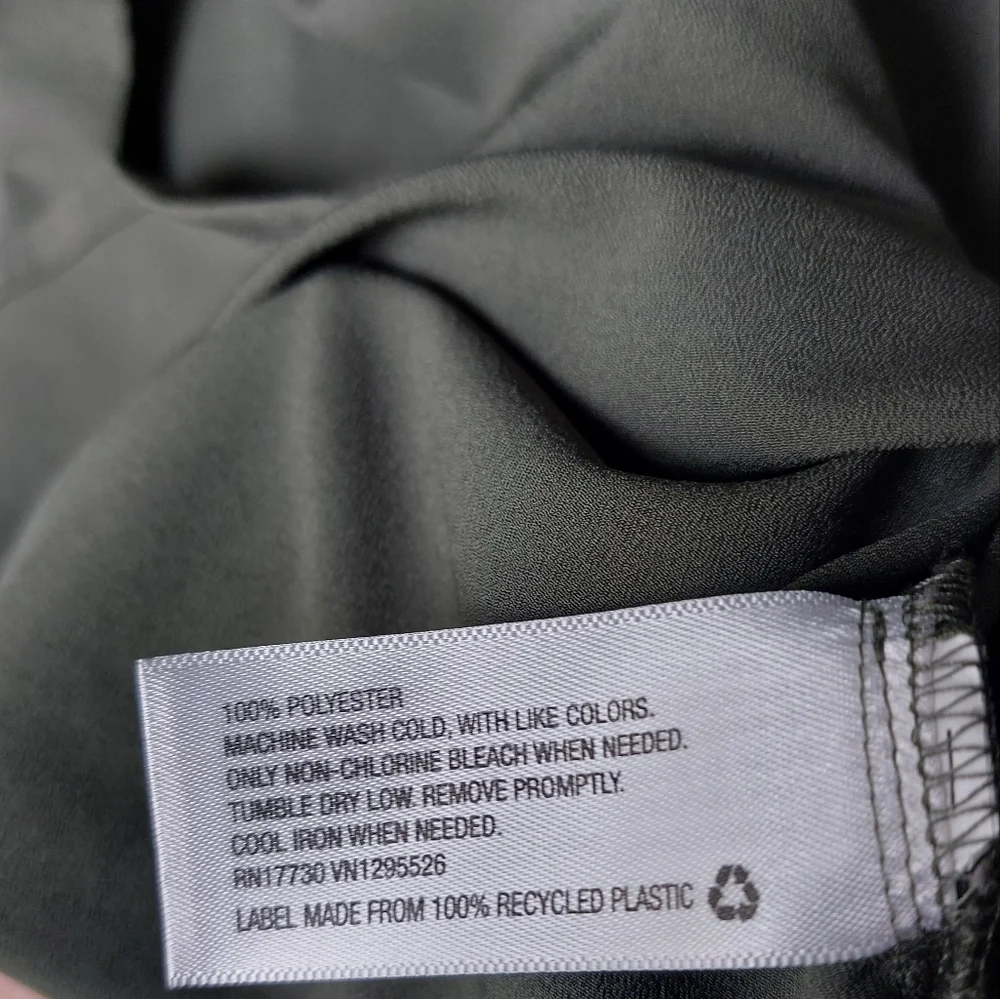 100% POLYESTER
MACHINE WASH COLD, WITH LIKE COLORS.
ONLY NON-CHLORINE BLEACH WHEN NEEDED.
TUMBLE DRY LOW. REMOVE PROMPTLY.
COOL IRON WHEN NEEDED.
RN17730 VN1295526
LABEL MADE FROM 100% RECYCLED PLASTIC